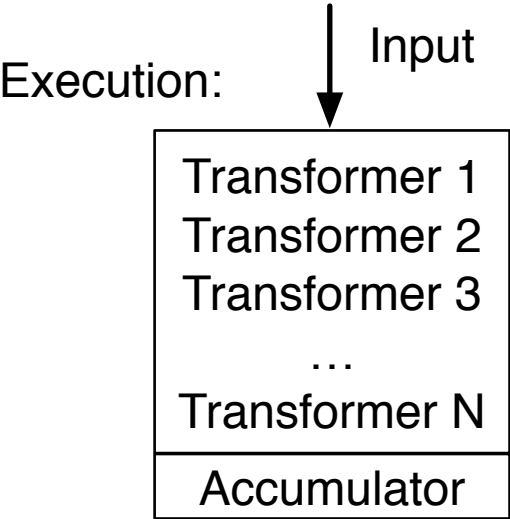 Input
Execution:
Transformer 1
Transformer 2
Transformer 3
…
Transformer N
Accumulator